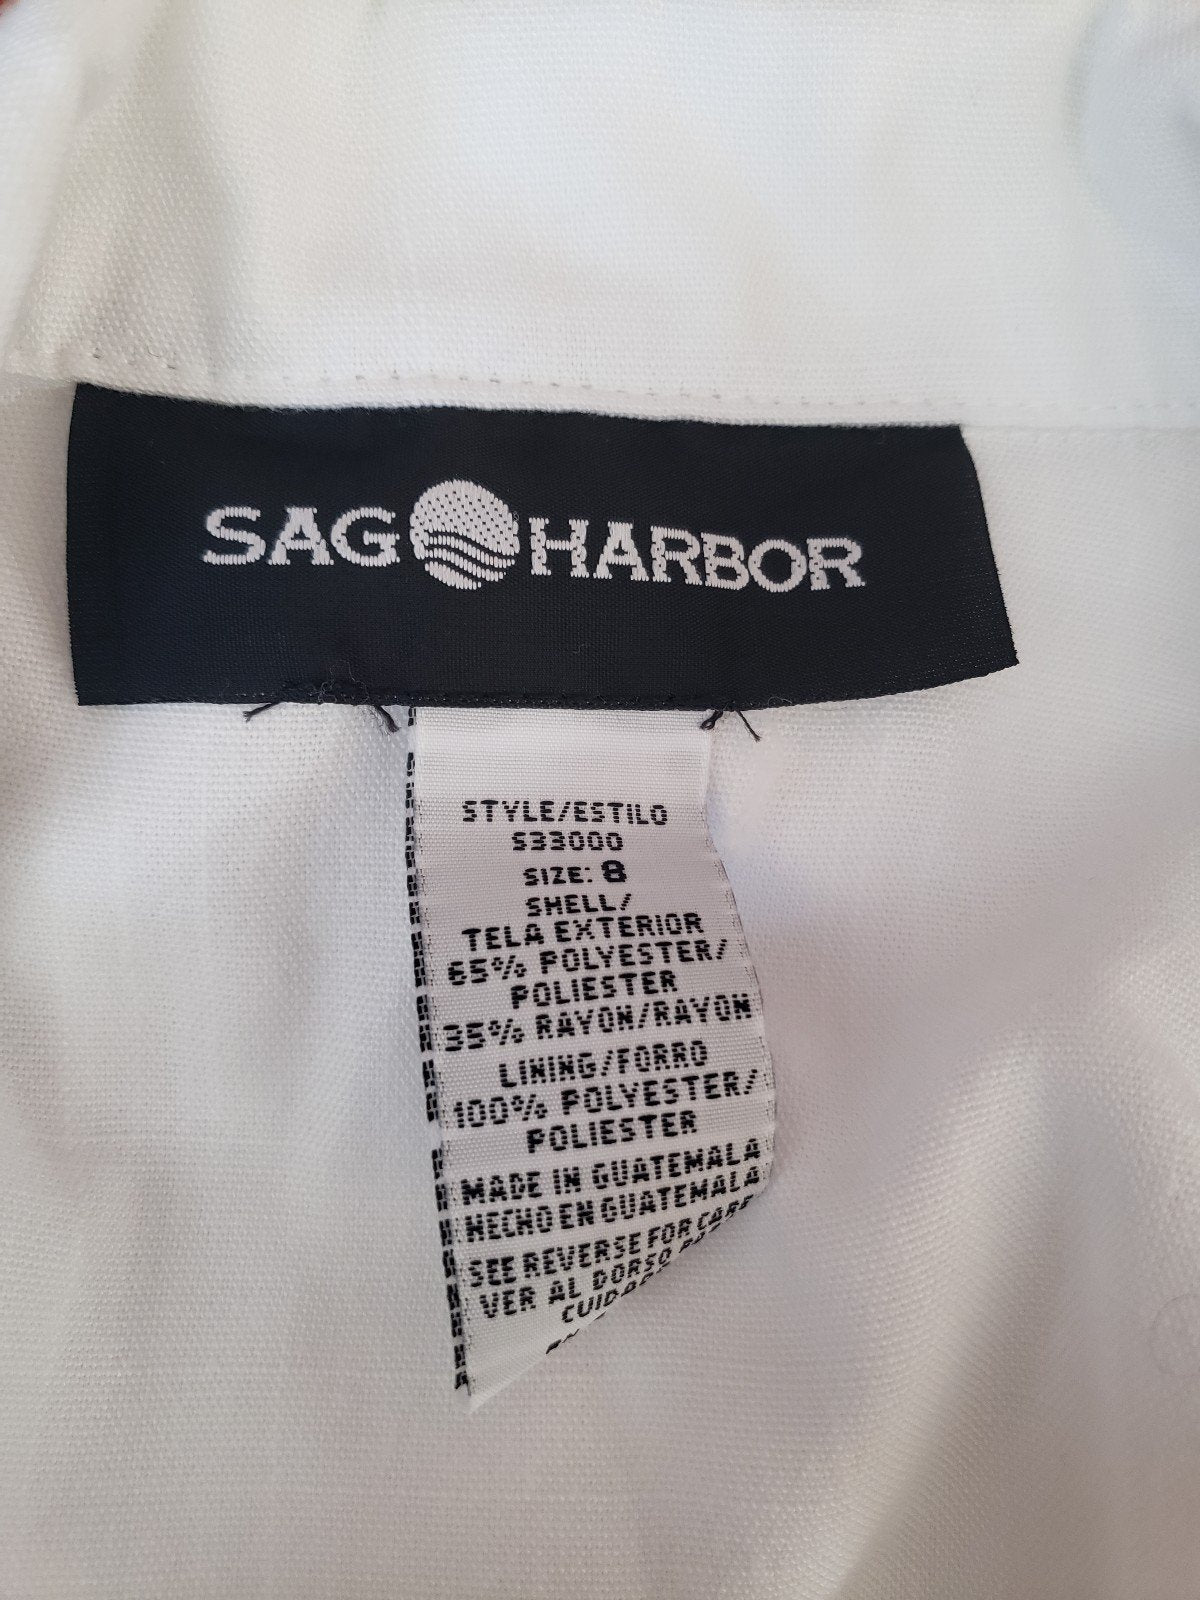 SAG HARBOR
STYLE/ESTILO
S33000
SIZE: 8
SHELL/
TELA EXTERIOR
65% POLYESTER/
POLIESTER
35% RAYON/RAYON
LINING/FORRO
100% POLYESTER/
POLIESTER
MADE IN GUATEMALA
HECHO EN GUATEMALA
SEE REVERSE FOR CARE
VER AL DORSO